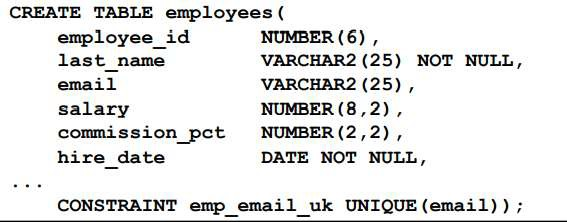 CREATE TABLE employees(
    employee_id      NUMBER(6),
    last_name        VARCHAR2(25) NOT NULL,
    email            VARCHAR2(25),
    salary           NUMBER(8,2),
    commission_pct   NUMBER(2,2),
    hire_date        DATE NOT NULL,
...
    CONSTRAINT emp_email_uk UNIQUE(email));